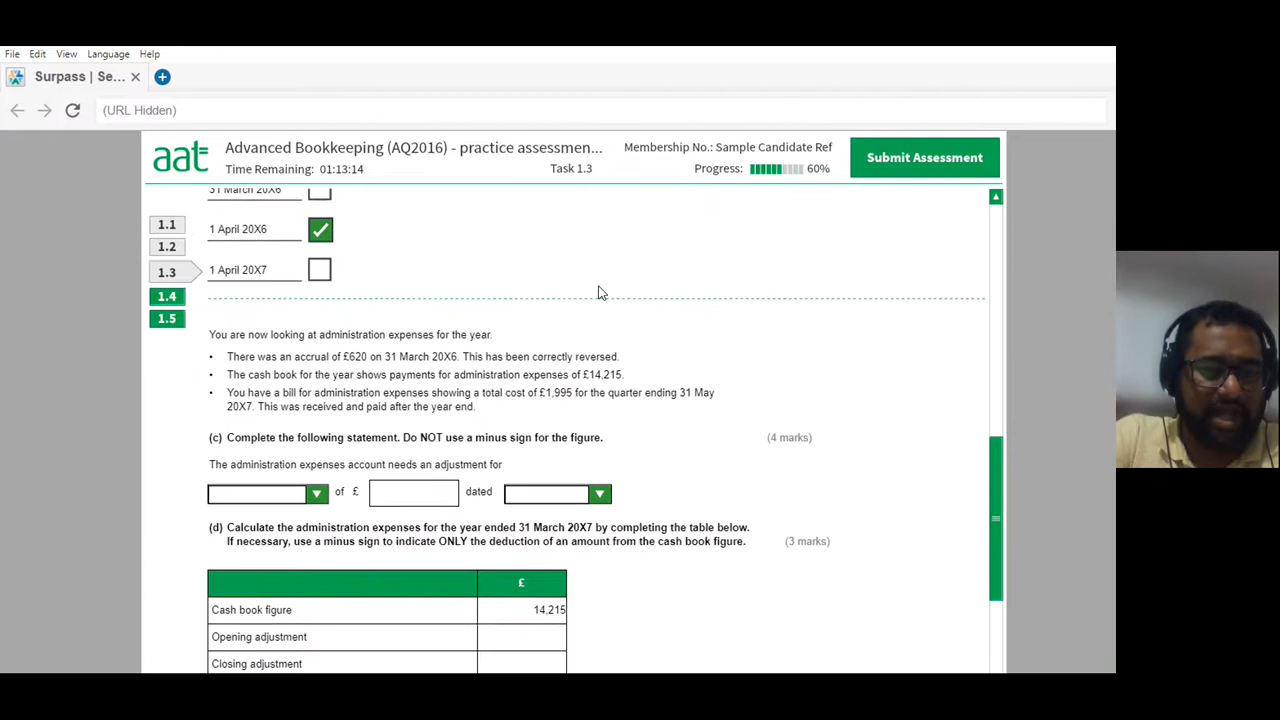 File Edit View Language Help
Surpass | Se...
(URL Hidden)
aat
Advanced Bookkeeping (AQ2016) - practice assessmen...
Membership No.: Sample Candidate Ref
Submit Assessment
Time Remaining: 01:13:14
Task 1.3
Progress: 60%
31 March 20X6
1.1
1 April 20X6
1.2
1.3
1 April 20X7
1.4
1.5
You are now looking at administration expenses for the year.
• There was an accrual of £620 on 31 March 20X6. This has been correctly reversed.
• The cash book for the year shows payments for administration expenses of £14,215.
• You have a bill for administration expenses showing a total cost of £1,995 for the quarter ending 31 May
20X7. This was received and paid after the year end.
(c) Complete the following statement. Do NOT use a minus sign for the figure. (4 marks)
The administration expenses account needs an adjustment for
of £ dated
(d) Calculate the administration expenses for the year ended 31 March 20X7 by completing the table below.
If necessary, use a minus sign to indicate ONLY the deduction of an amount from the cash book figure. (3 marks)
£
Cash book figure 14,215
Opening adjustment
Closing adjustment